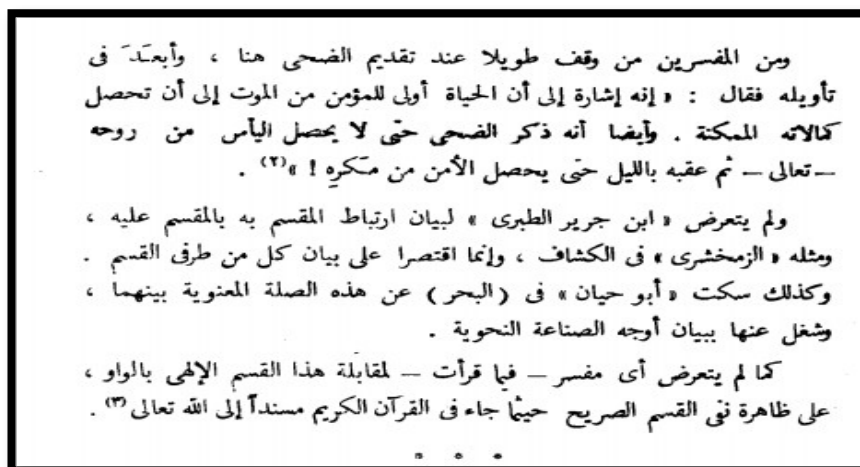 ومن المفسرين من وقف طويلا عند تقديم الضحى هنا ، وأبعَدَ فى
تأويله فقال : « إنه إشارة إلى أن الحياة أولى للمؤمن من الموت إلى أن تحصل
كمالاته الممكنة . وأيضا أنه ذكر الضحى حتى لا يحصل اليأس من روحه
– تعالى – ثم عقبه بالليل حتى يحصل الأمن من مَكرِه ! »(٢) .
ولم يتعرض « ابن جرير الطبرى » لبيان ارتباط المقسم به بالمقسم عليه ،
ومثله « الزمخشرى » فى الكشاف ، وإنما اقتصرا على بيان كل من طرفى القسم .
وكذلك سكت « أبو حيان » فى ( البحر ) عن هذه الصلة المعنوية بينهما ،
وشغل عنها ببيان أوجه الصناعة النحوية .
كما لم يتعرض أى مفسر – فيما قرأت – لمقابلة هذا القسم الإلهى بالواو ،
على ظاهرة نفى القسم الصريح حيثما جاء فى القرآن الكريم مسنداً إلى الله تعالى(٣) .